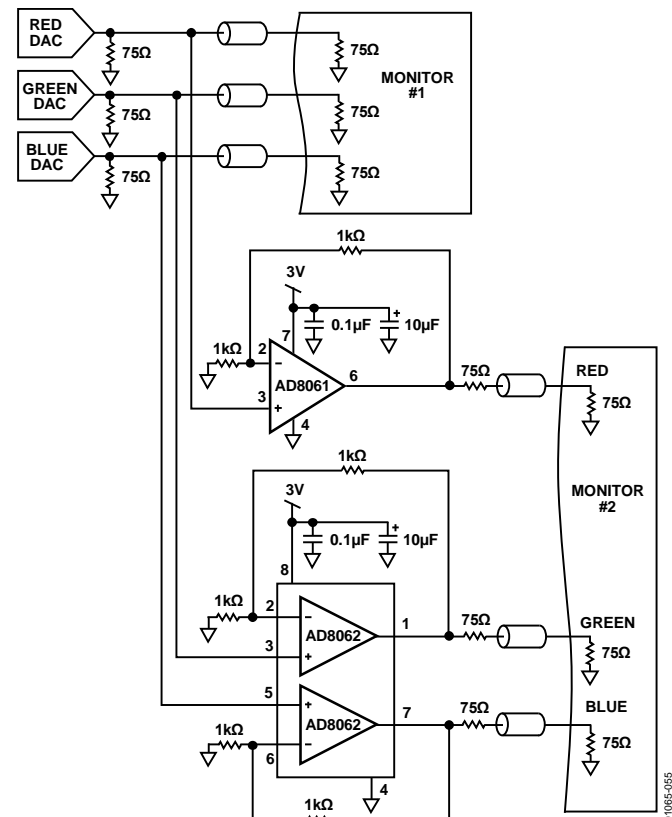 RED
DAC
75Ω
75Ω
GREEN
DAC
75Ω
75Ω
MONITOR
#1
BLUE
DAC
75Ω
75Ω
1kΩ
3V
7
0.1µF
10µF
+
1kΩ
2
–
AD8061
6
3
+
4
75Ω
RED
75Ω
MONITOR
#2
1kΩ
3V
0.1µF
10µF
+
8
1kΩ
2
–
AD8062
1
3
+
75Ω
GREEN
75Ω
5
+
AD8062
7
1kΩ
–
6
75Ω
BLUE
75Ω
4
1kΩ
1065-055